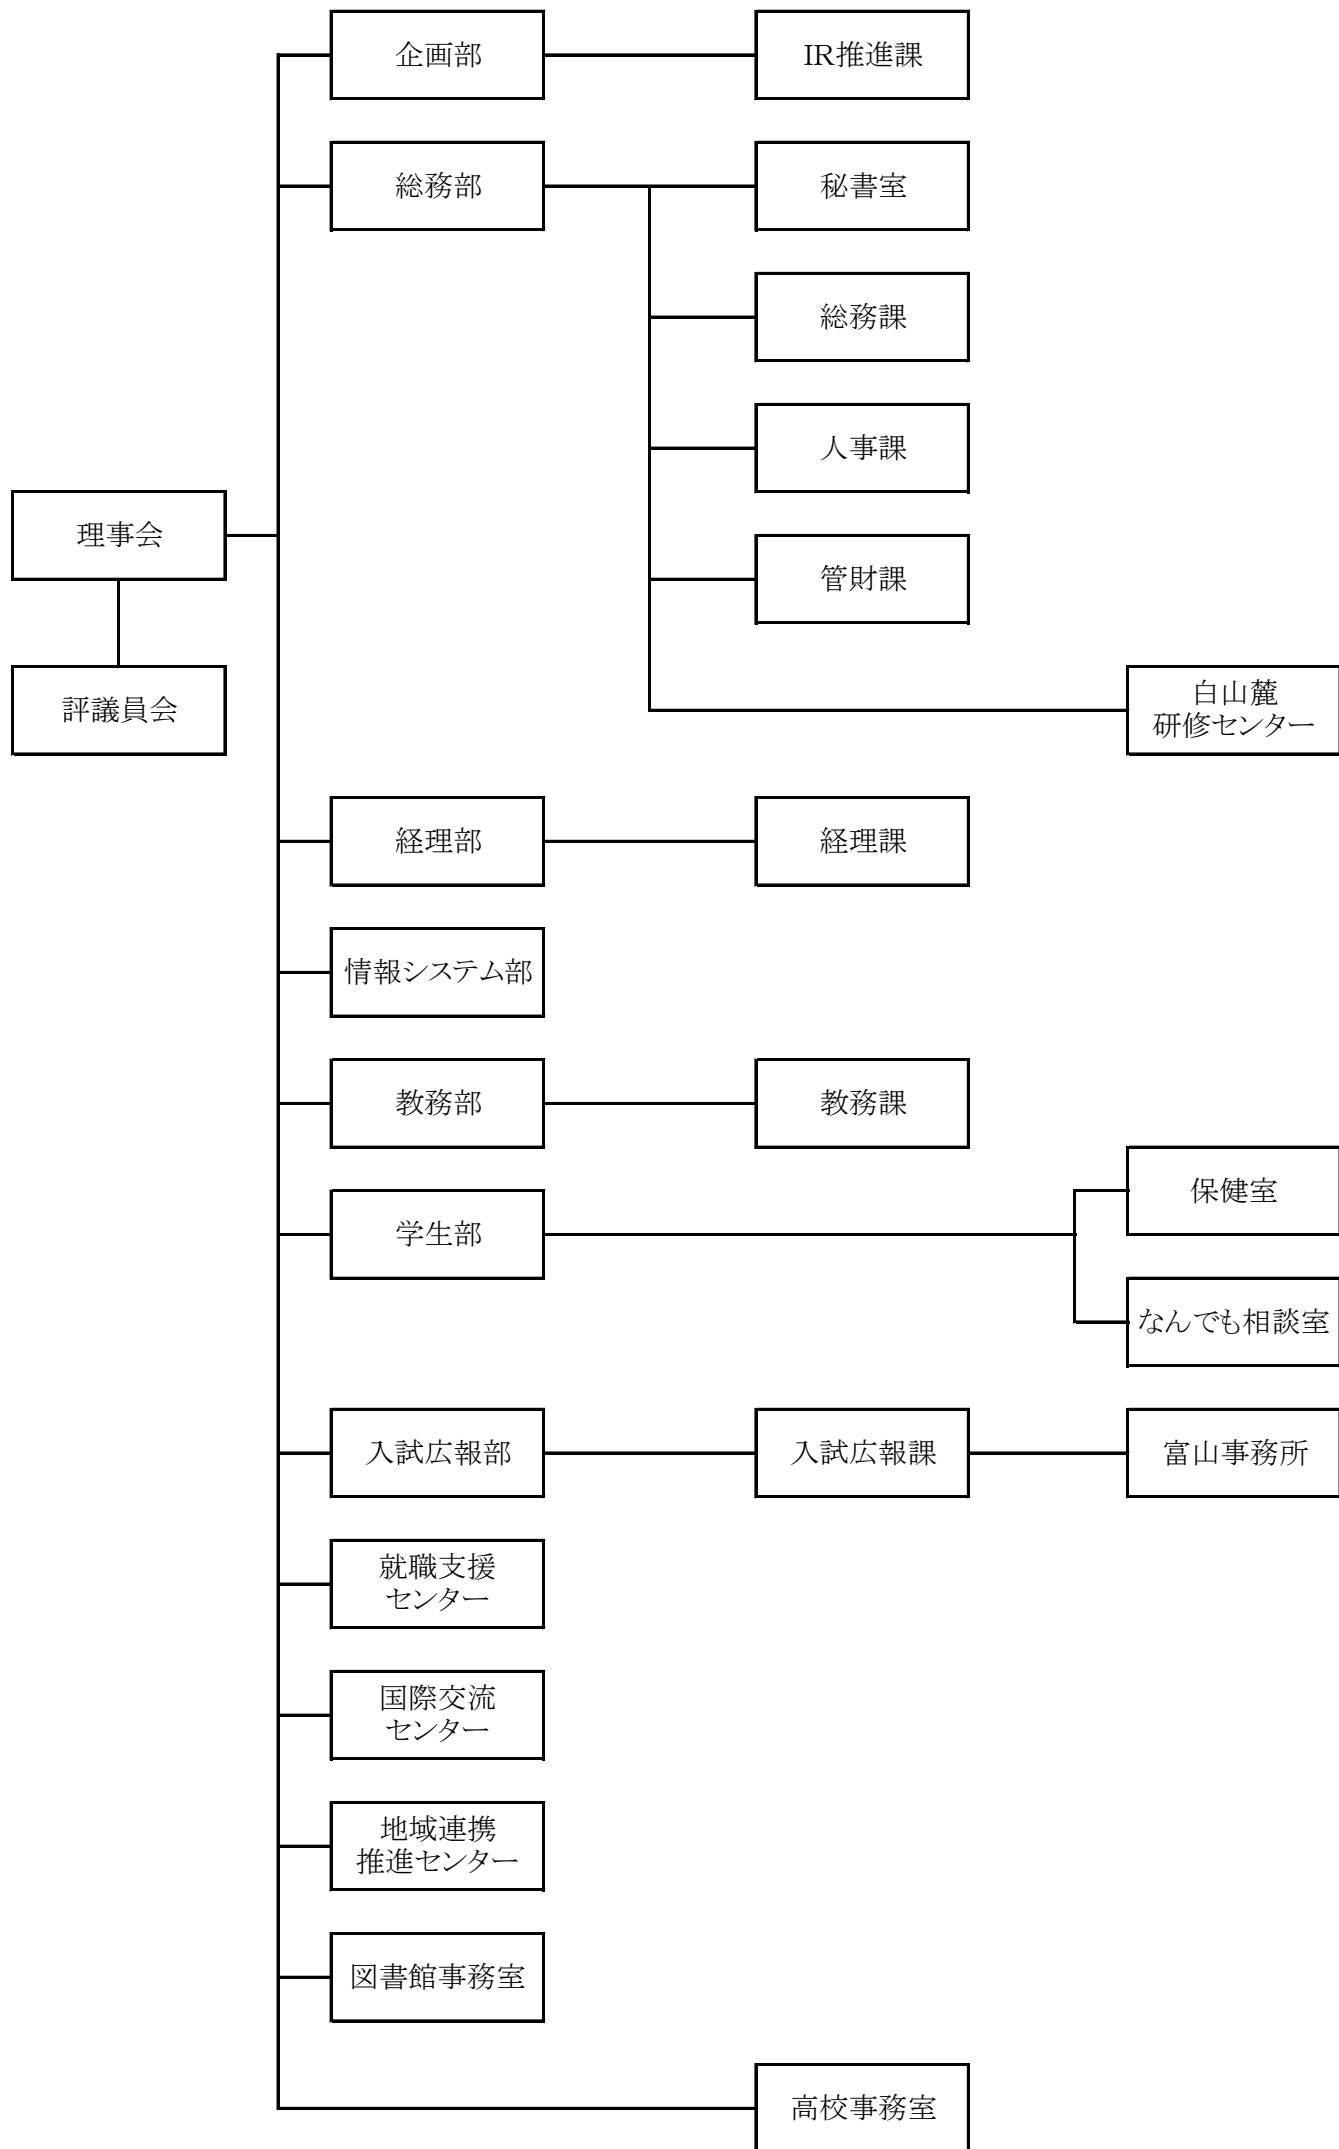 企画部
IR推進課
総務部
秘書室
総務課
人事課
理事会
管財課
評議員会
白山麓
研修センター
経理部
経理課
情報システム部
教務部
教務課
保健室
学生部
なんでも相談室
入試広報部
入試広報課
富山事務所
就職支援
センター
国際交流
センター
地域連携
推進センター
図書館事務室
高校事務室